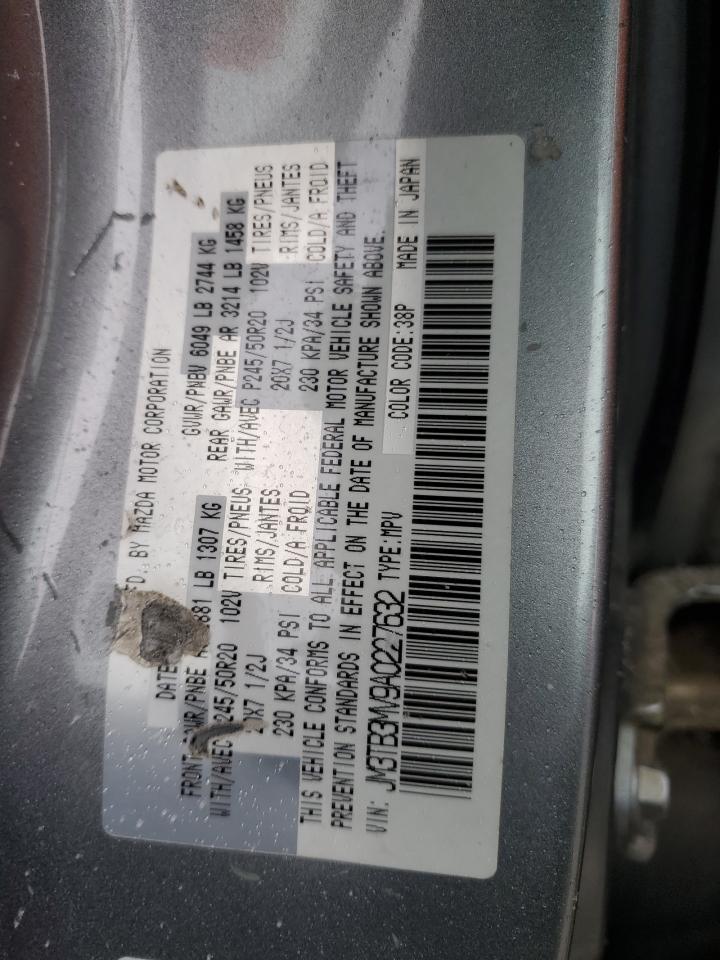 MFD. BY MAZDA MOTOR CORPORATION
DATE
GVWR/PNBV 6049 LB 2744 KG
FRONT GAWR/PNBE 2881 LB 1307 KG
REAR GAWR/PNBE AR 3214 LB 1458 KG
WITH/AVEC P245/50R20 102V TIRES/PNEUS
WITH/AVEC P245/50R20 102V TIRES/PNEUS
20X7 1/2J RIMS/JANTES
20X7 1/2J RIMS/JANTES
230 KPA/34 PSI COLD/A FROID
230 KPA/34 PSI COLD/A FROID
THIS VEHICLE CONFORMS TO ALL APPLICABLE FEDERAL MOTOR VEHICLE SAFETY AND THEFT
PREVENTION STANDARDS IN EFFECT ON THE DATE OF MANUFACTURE SHOWN ABOVE.
VIN: JM3TB3MV9A0227632 TYPE:MPV
COLOR CODE:38P MADE IN JAPAN